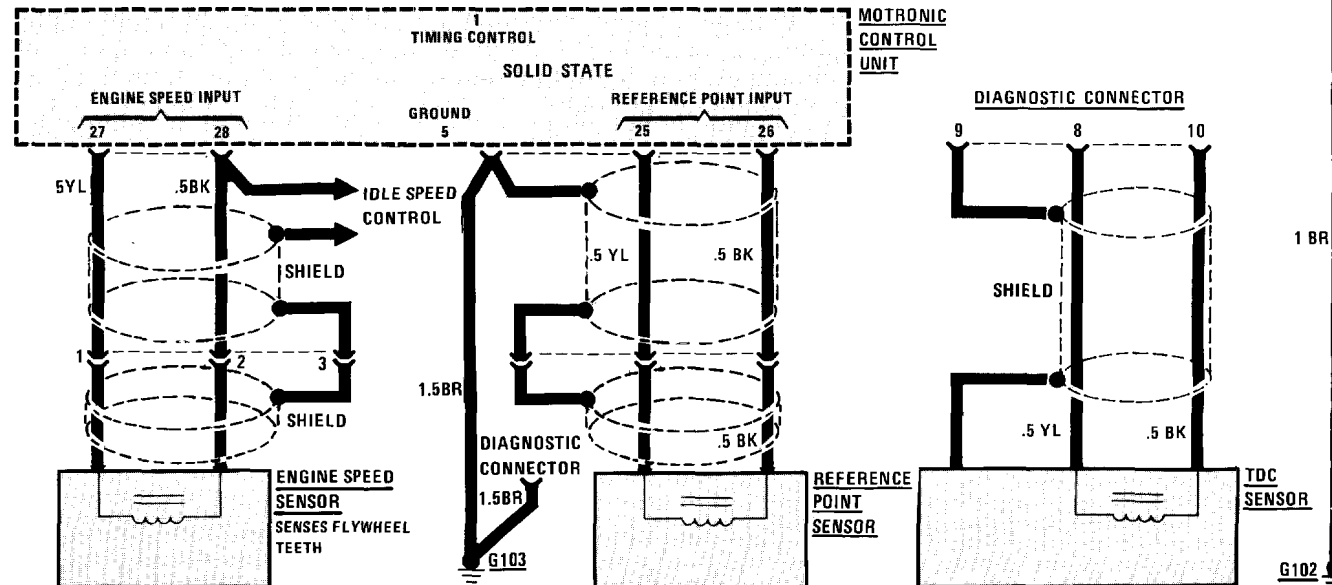 1
TIMING CONTROL
SOLID STATE
MOTRONIC
CONTROL
UNIT
ENGINE SPEED INPUT
GROUND
REFERENCE POINT INPUT
27 28 5 25 26
DIAGNOSTIC CONNECTOR
9 8 10
5YL
.5BK
IDLE SPEED
CONTROL
SHIELD
.5 YL
.5 BK
SHIELD
1 BR
1 2 3
SHIELD
1.5BR
DIAGNOSTIC
CONNECTOR
1.5BR
.5 BK
.5 YL
.5 BK
ENGINE SPEED
SENSOR
SENSES FLYWHEEL
TEETH
G103
REFERENCE
POINT
SENSOR
TDC
SENSOR
G102